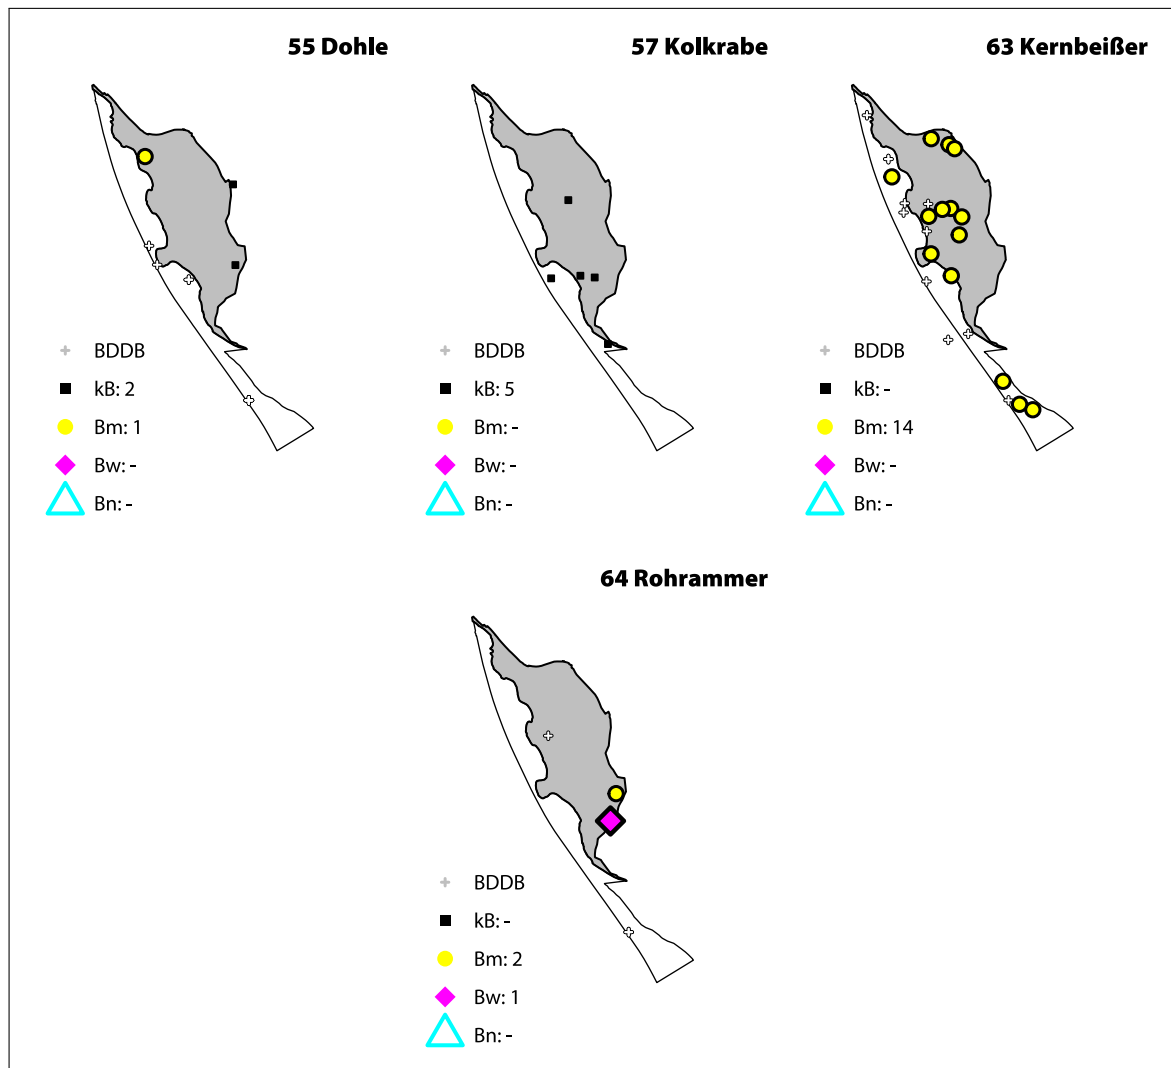 55 Dohle
BDDB
kB: 2
Bm: 1
Bw: -
Bn: -
57 Kolkrabe
BDDB
kB: 5
Bm: -
Bw: -
Bn: -
63 Kernbeißer
BDDB
kB: -
Bm: 14
Bw: -
Bn: -
64 Rohrammer
BDDB
kB: -
Bm: 2
Bw: 1
Bn: -